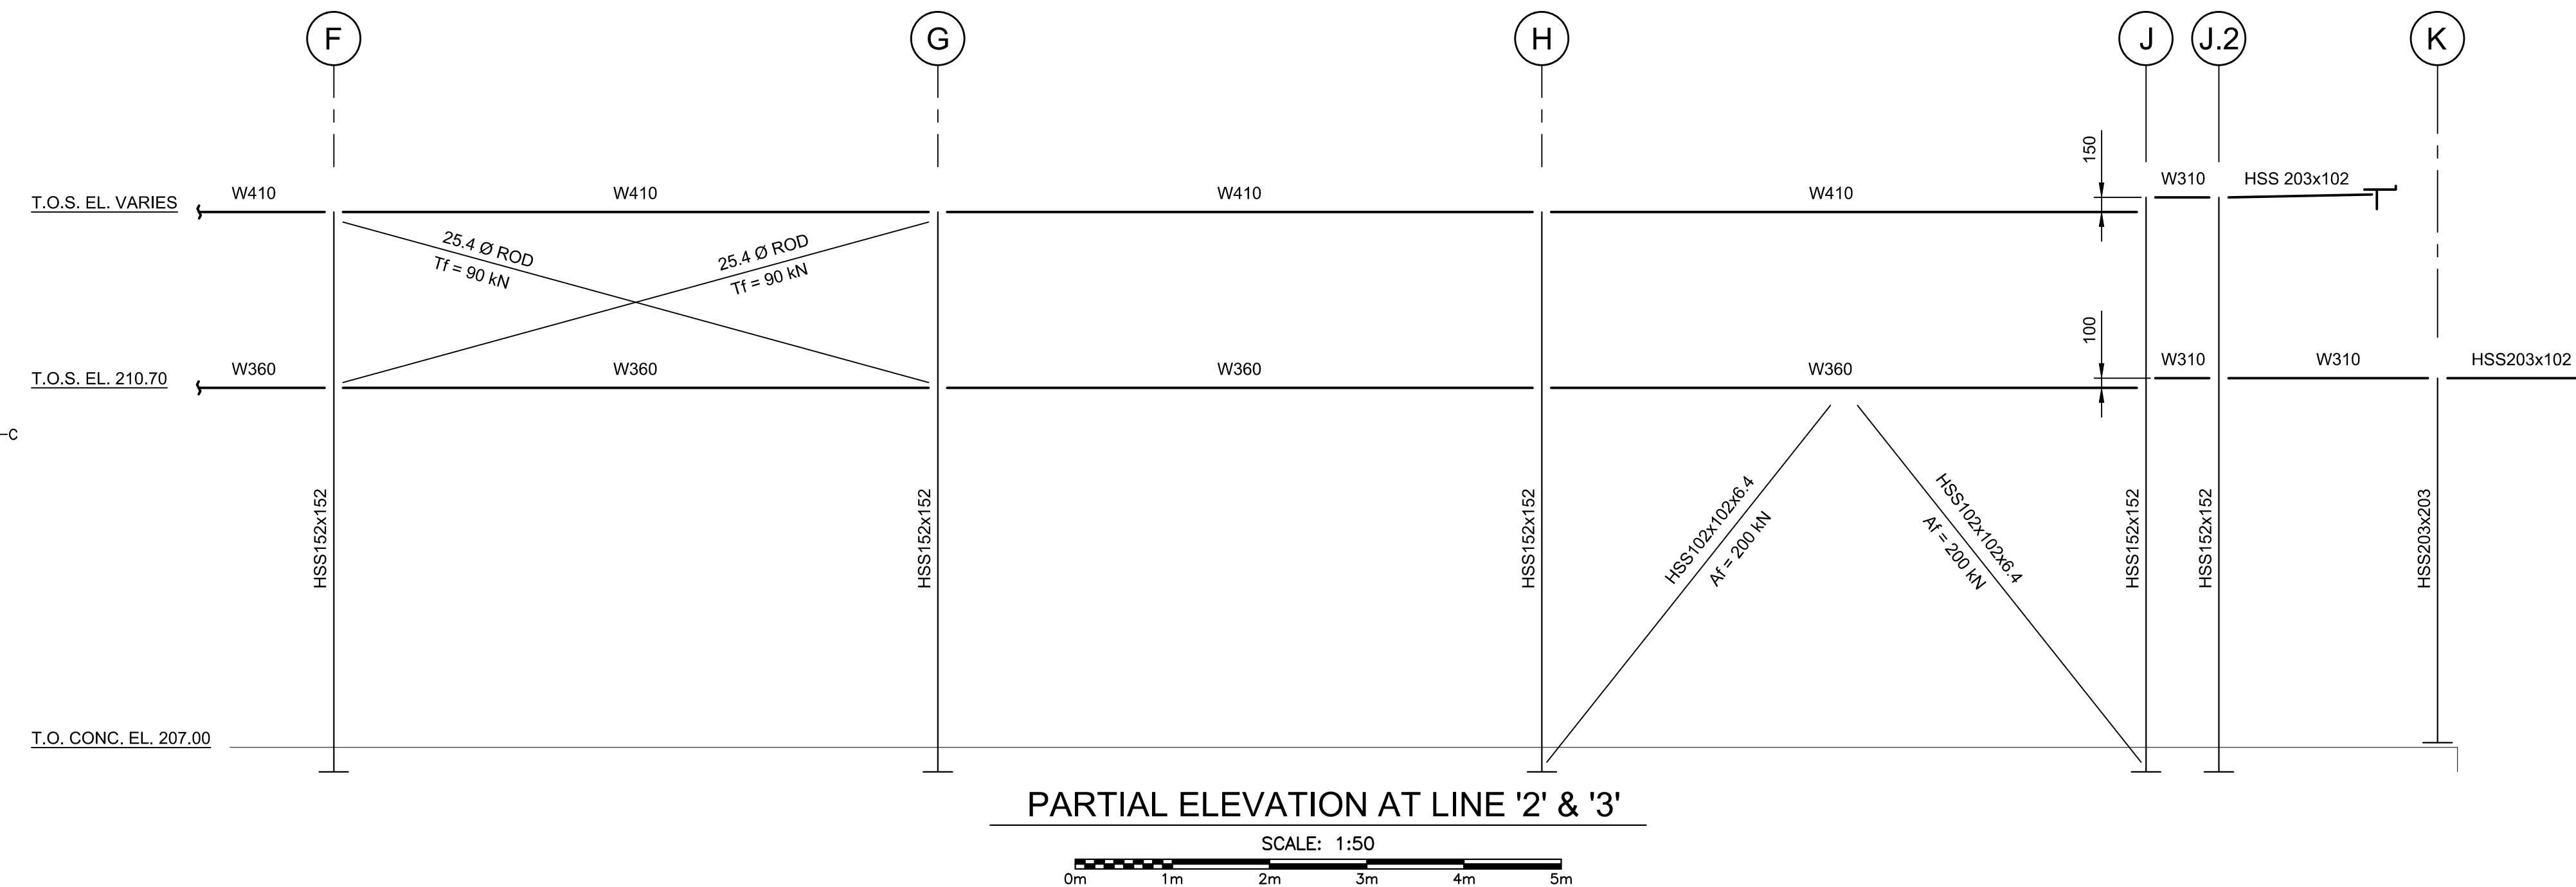 F
G
H
J
J.2
K
150
T.O.S. EL. VARIES
W410
W410
W410
W410
W310
HSS 203x102
25.4 Ø ROD
Tf = 90 kN
25.4 Ø ROD
Tf = 90 kN
100
T.O.S. EL. 210.70
W360
W360
W360
W360
W310
W310
HSS203x102
-C
HSS152x152
HSS152x152
HSS152x152
HSS102x102x6.4
Af = 200 kN
HSS102x102x6.4
Af = 200 kN
HSS152x152
HSS152x152
HSS203x203
T.O. CONC. EL. 207.00
PARTIAL ELEVATION AT LINE '2' & '3'
SCALE: 1:50
0m 1m 2m 3m 4m 5m